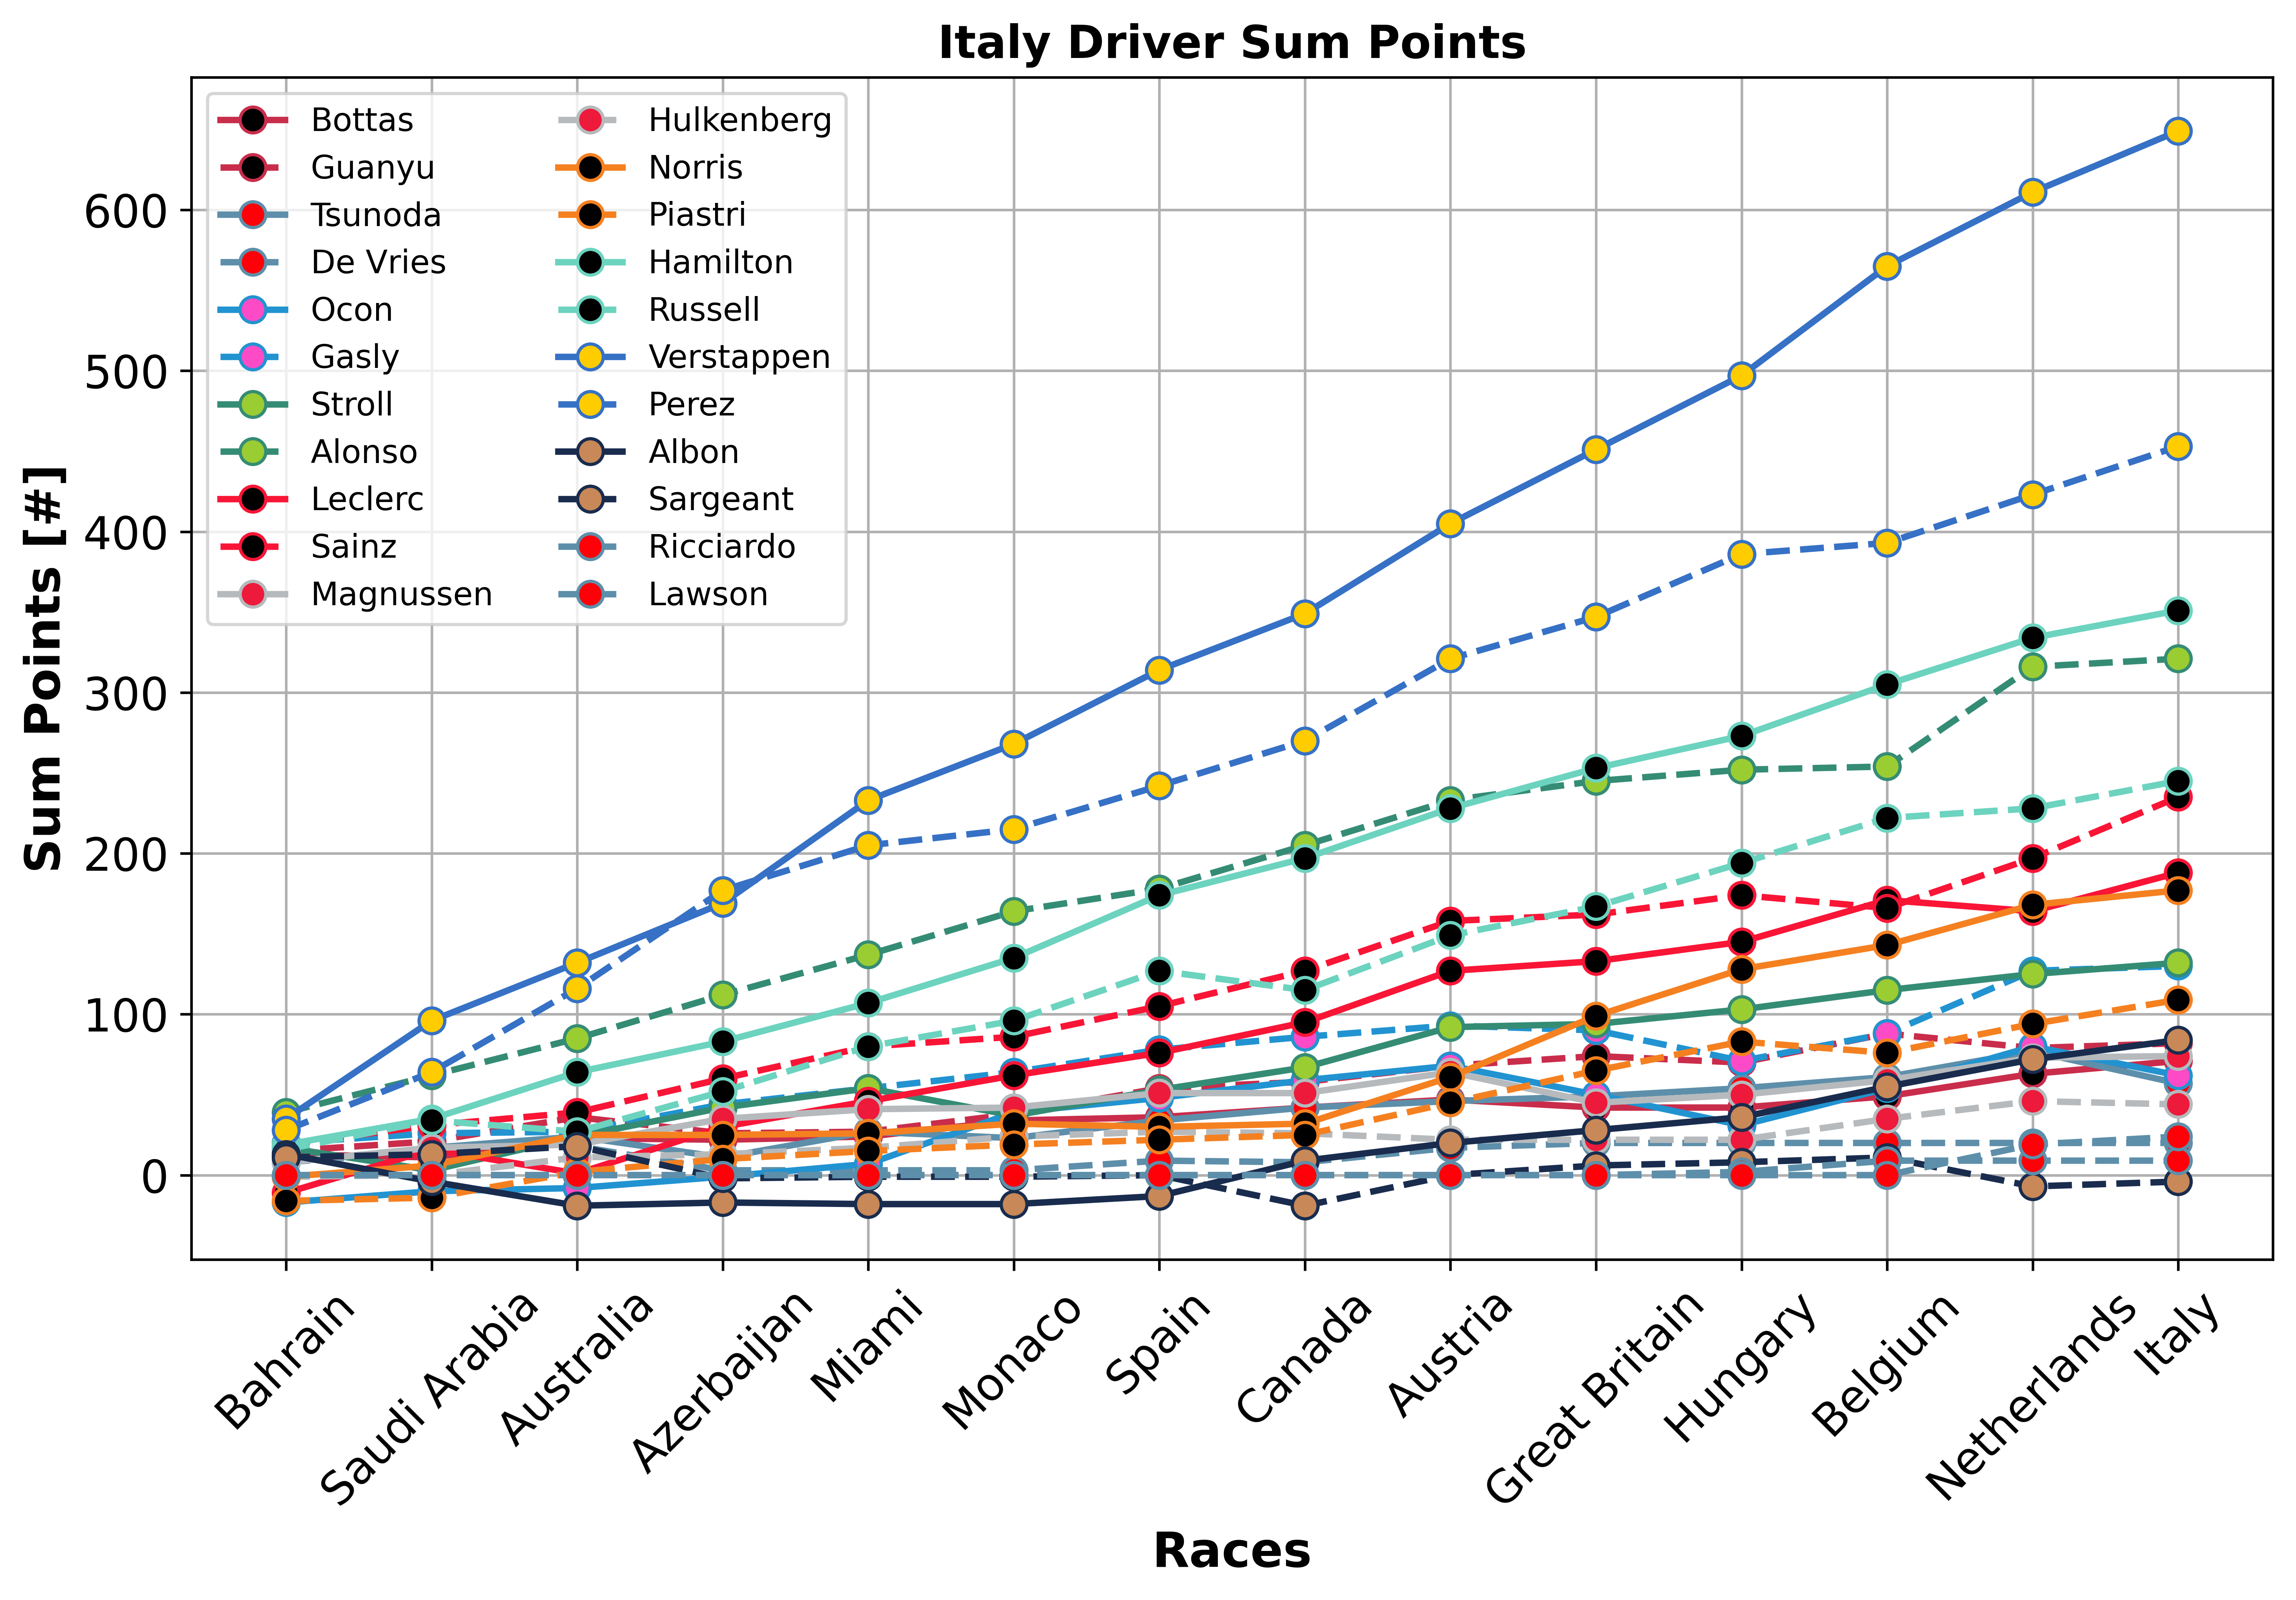 Italy Driver Sum Points
Sum Points [#]
600
500
400
300
200
100
0
Bottas
Guanyu
Tsunoda
De Vries
Ocon
Gasly
Stroll
Alonso
Leclerc
Sainz
Magnussen
Hulkenberg
Norris
Piastri
Hamilton
Russell
Verstappen
Perez
Albon
Sargeant
Ricciardo
Lawson
Bahrain
Saudi Arabia
Australia
Azerbaijan
Miami
Monaco
Spain
Canada
Austria
Great Britain
Hungary
Belgium
Netherlands
Italy
Races